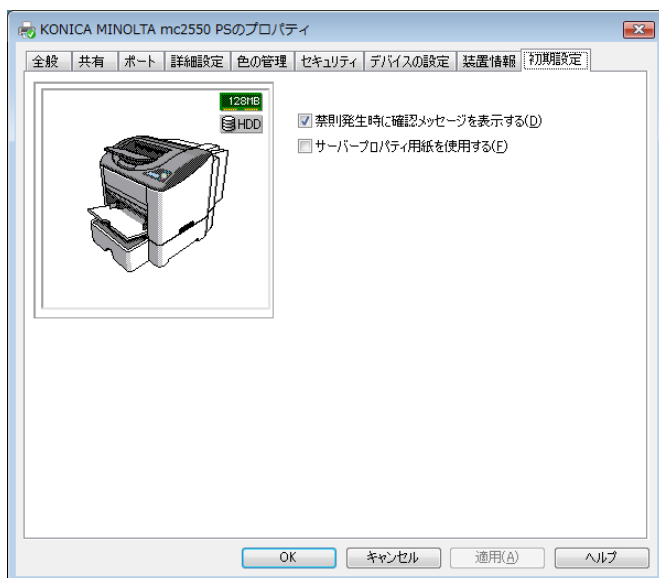 KONICA MINOLTA mc2550 PSのプロパティ
全般 共有 ポート 詳細設定 色の管理 セキュリティ デバイスの設定 装置情報 初期設定
128MB
HDD
禁則発生時に確認メッセージを表示する(D)
サーバープロパティ用紙を使用する(F)
OK キャンセル 適用(A) ヘルプ